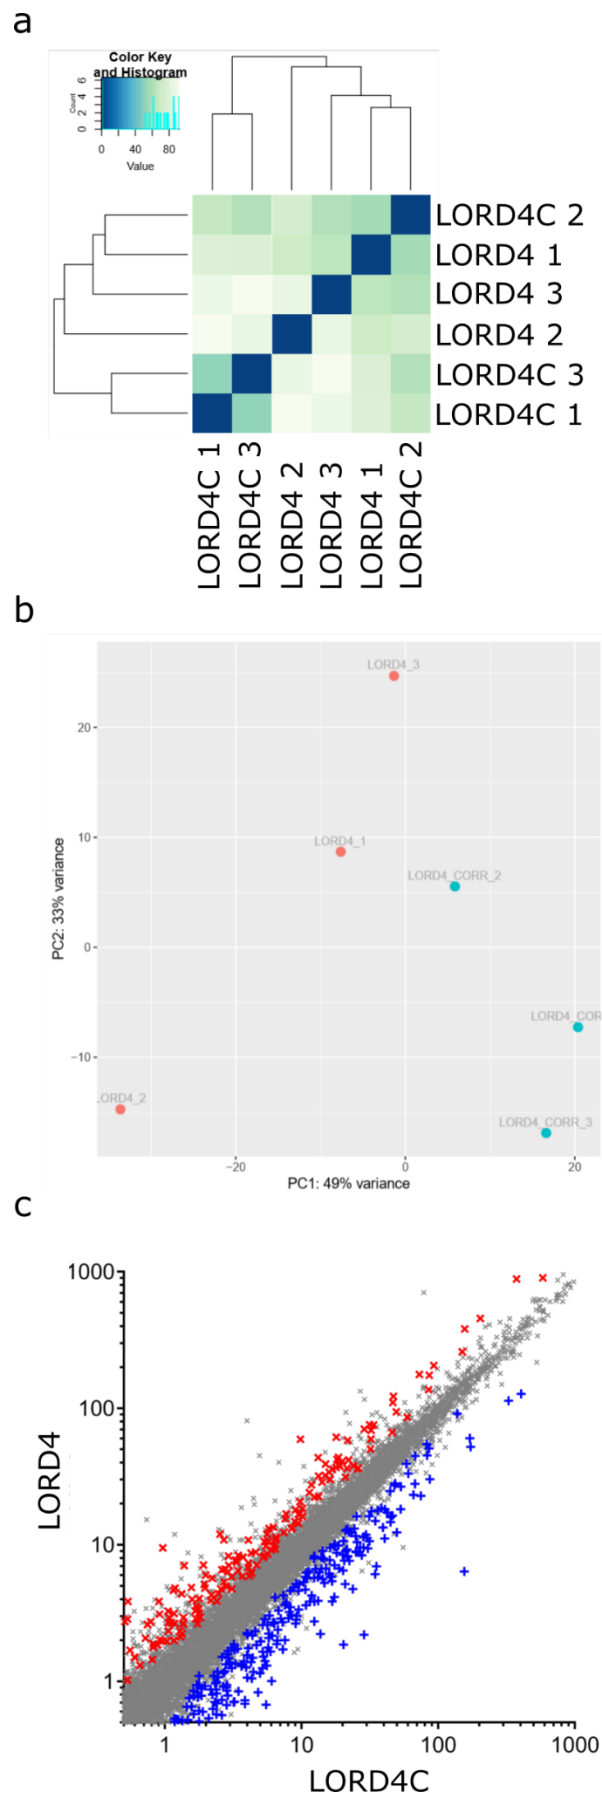 a
Color Key
and Histogram
Count
0 2 4 6
0 40 80
Value
LORD4C 2
LORD4 1
LORD4 3
LORD4 2
LORD4C 3
LORD4C 1
LORD4C 1
LORD4C 3
LORD4 2
LORD4 3
LORD4 1
LORD4C 2
b
LORD4_3
20
LORD4_1
10
LORD4_CORR_2
PC2: 33% variance
0
LORD4_COR
−10
LORD4_2
LORD4_CORR_3
−20 0 20
PC1: 49% variance
c
1000
100
LORD4
10
1
1 10 100 1000
LORD4C